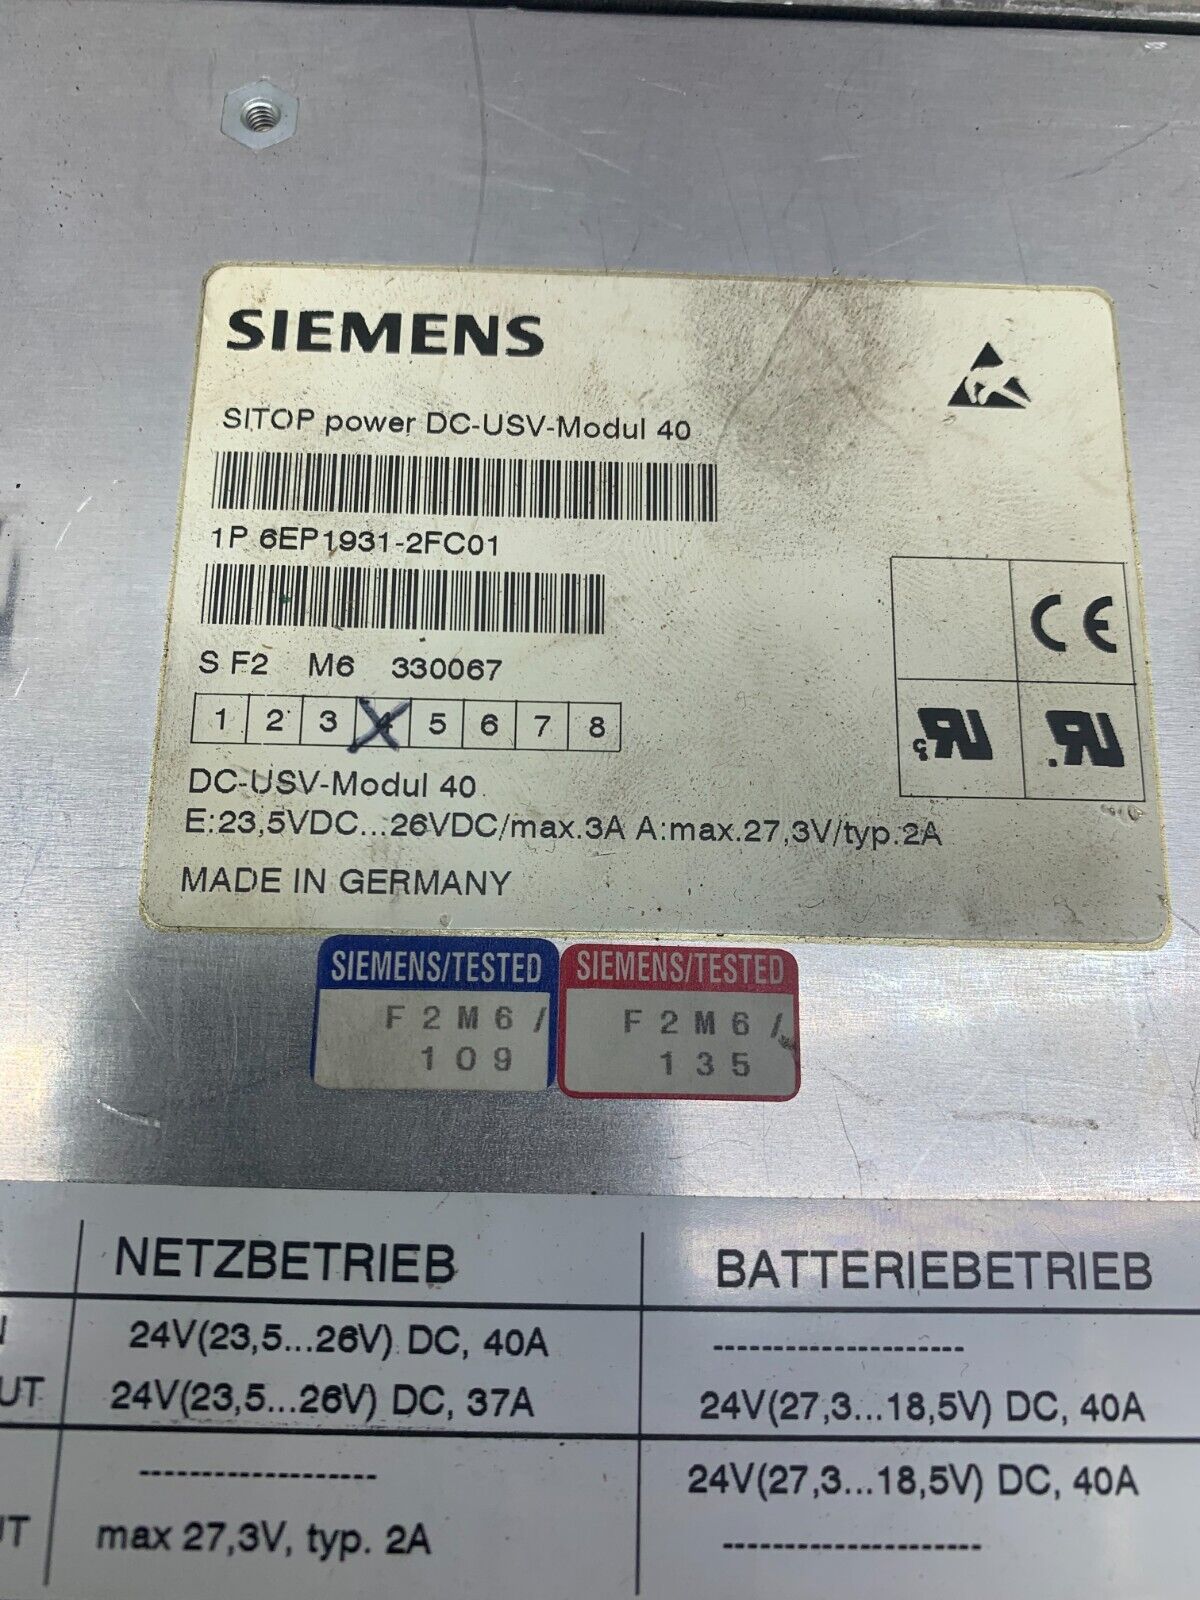 SIEMENS
SITOP power DC-USV-Modul 40
1P 6EP1931-2FC01
S F2 M6 330067
1 2 3 4 5 6 7 8
DC-USV-Modul 40
E:23,5VDC...26VDC/max.3A A:max.27,3V/typ.2A
MADE IN GERMANY
CE
SIEMENS/TESTED
F2M6/
109
SIEMENS/TESTED
F2M6/
135
NETZBETRIEB BATTERIEBETRIEB
24V(23,5...26V) DC, 40A --------------------
UT 24V(23,5...26V) DC, 37A 24V(27,3...18,5V) DC, 40A
------------------- 24V(27,3...18,5V) DC, 40A
UT max 27,3V, typ. 2A ---------------------